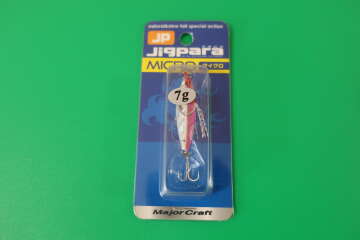 JP
Jigpara
MICRO マイクロ
7g
Major Craft